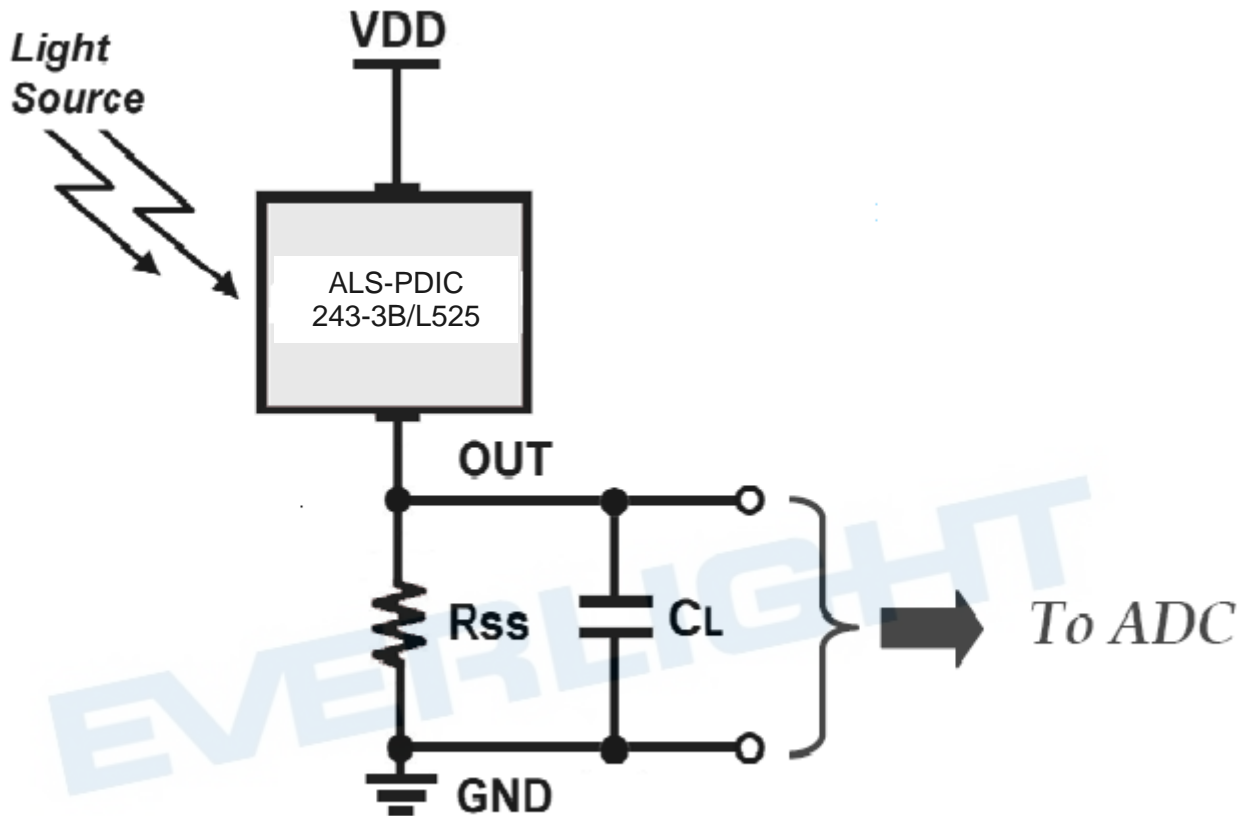 Light
Source
VDD
ALS-PDIC
243-3B/L525
OUT
Rss
CL
To ADC
GND
EVERLIGHT